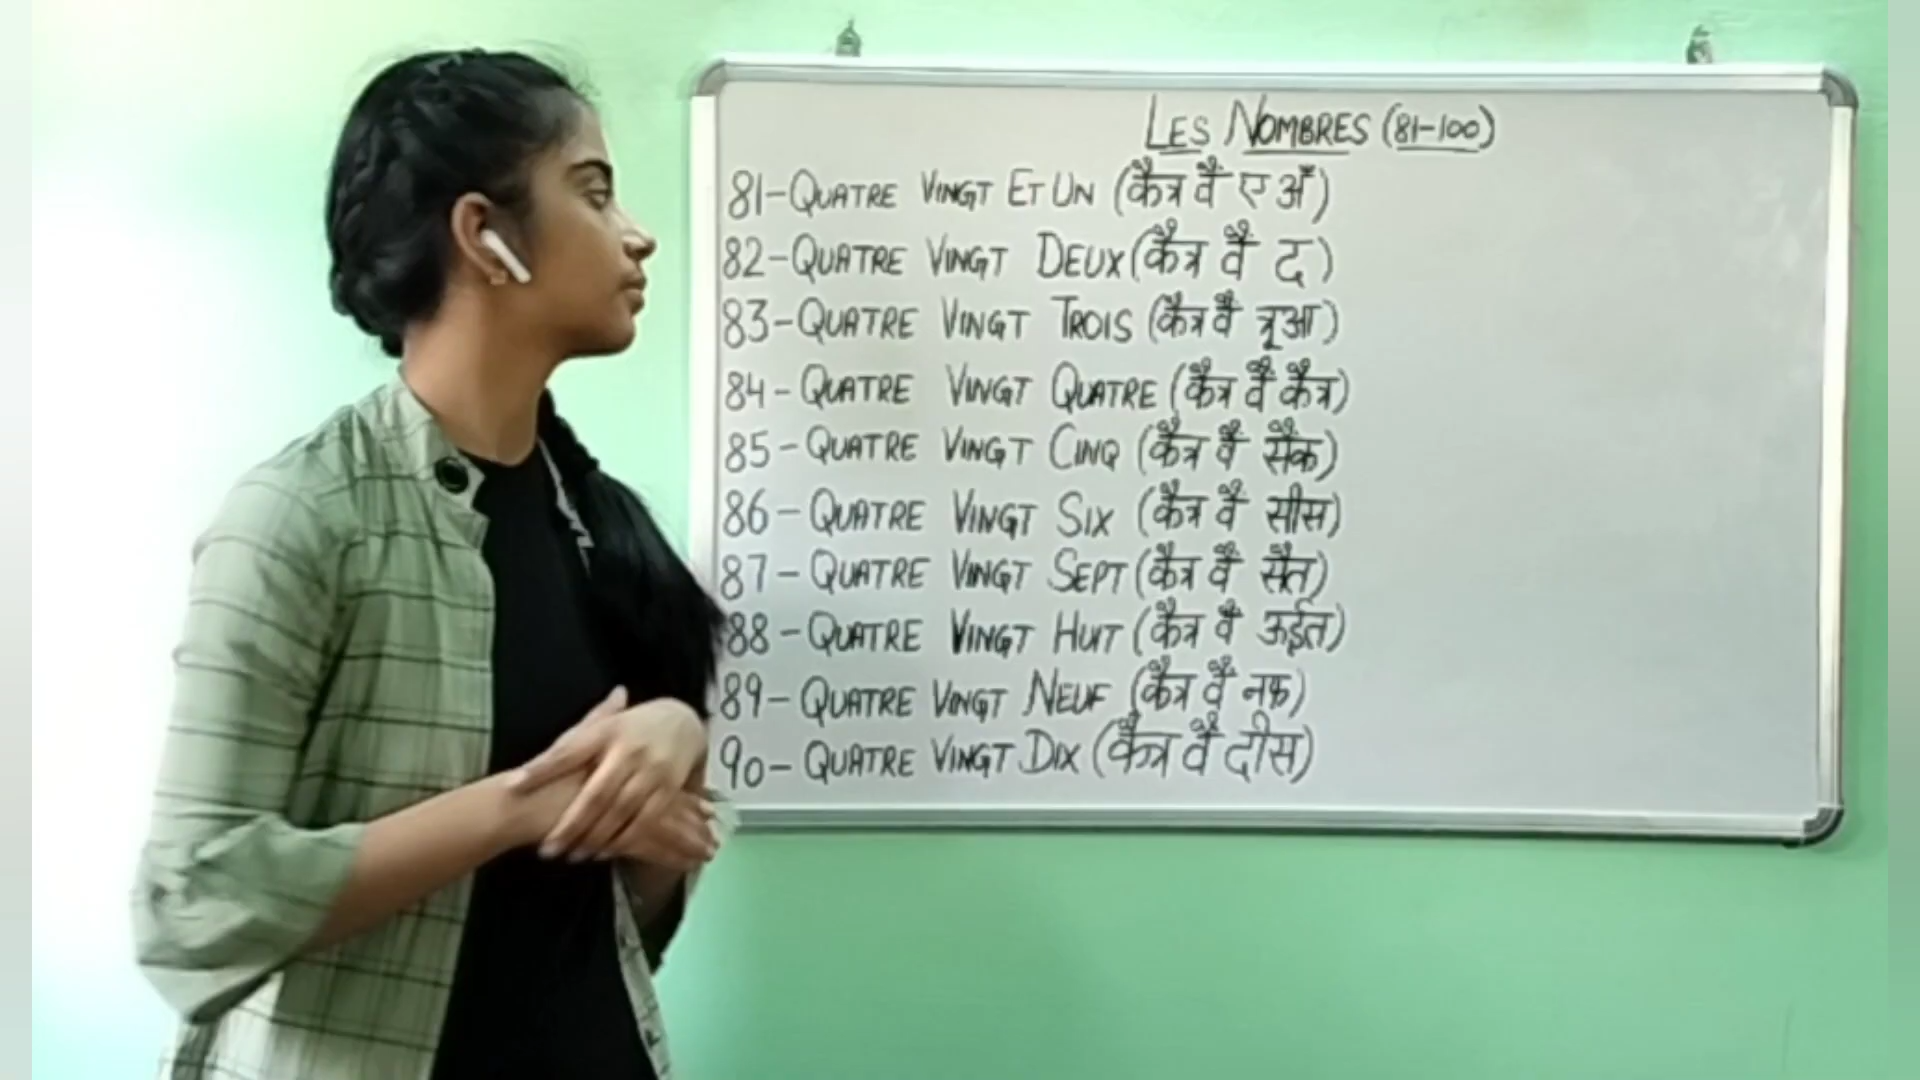 LES NOMBRES (81-100)
81-QUATRE VINGT ET UN (कैत्र वैं ए अँ)
82-QUATRE VINGT DEUX (कैत्र वैं द)
83-QUATRE VINGT TROIS (कैत्र वैं त्रूआ)
84-QUATRE VINGT QUATRE (कैत्र वैं कैत्र)
85-QUATRE VINGT CINQ (कैत्र वैं सैंक)
86-QUATRE VINGT SIX (कैत्र वैं सीस)
87-QUATRE VINGT SEPT (कैत्र वैं सैत)
88-QUATRE VINGT HUIT (कैत्र वैं ऊईत)
89-QUATRE VINGT NEUF (कैत्र वैं नफ)
90-QUATRE VINGT DIX (कैत्र वैं दीस)